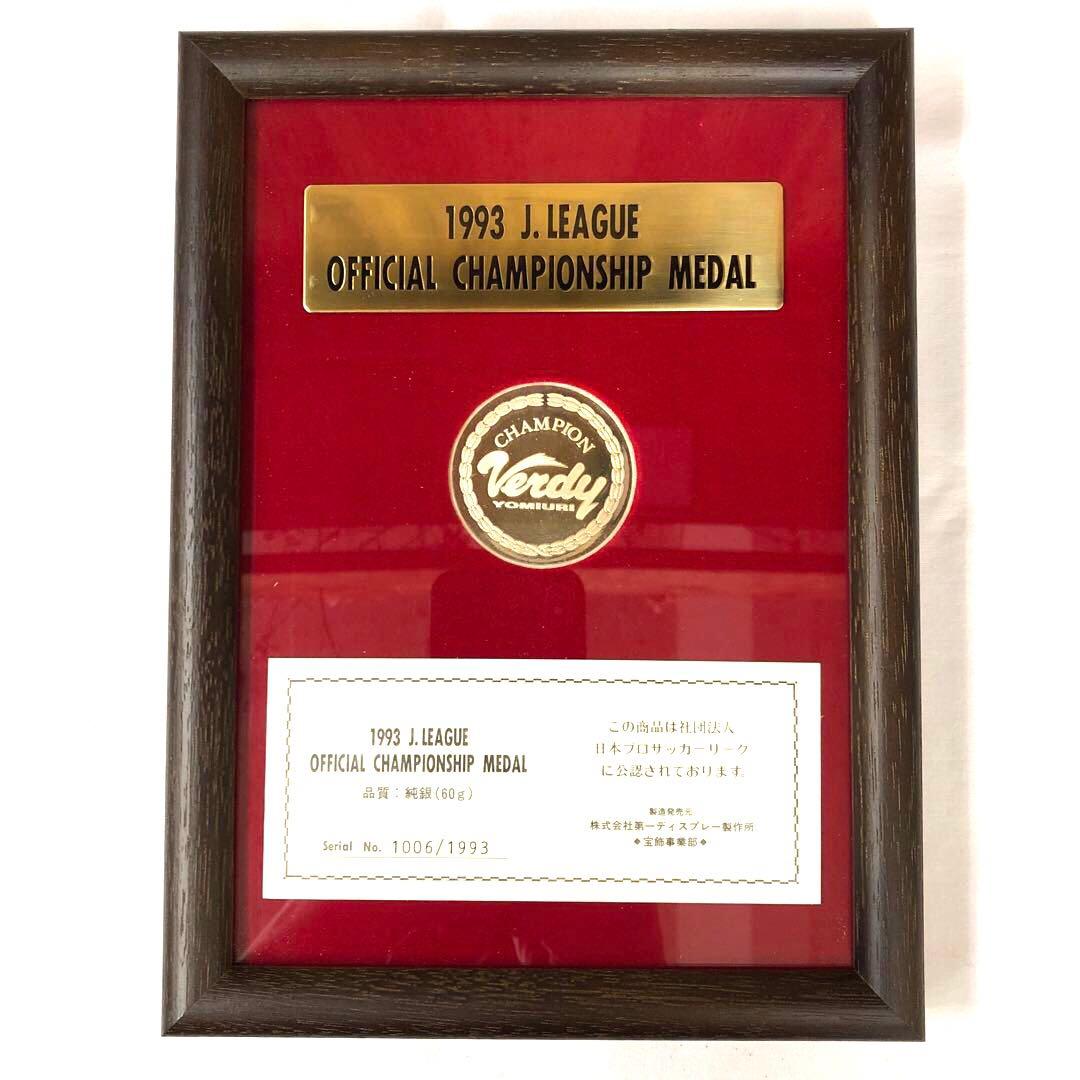 1993 J.LEAGUE
OFFICIAL CHAMPIONSHIP MEDAL
CHAMPION
Verdy
YOMIURI
1993 J.LEAGUE
OFFICIAL CHAMPIONSHIP MEDAL
品質：純銀(60g)
Serial No. 1006/1993
この商品は社団法人
日本プロサッカーリーグ
に公認されております。
製造発売元
株式会社第一ディスプレー製作所
◆宝飾事業部◆